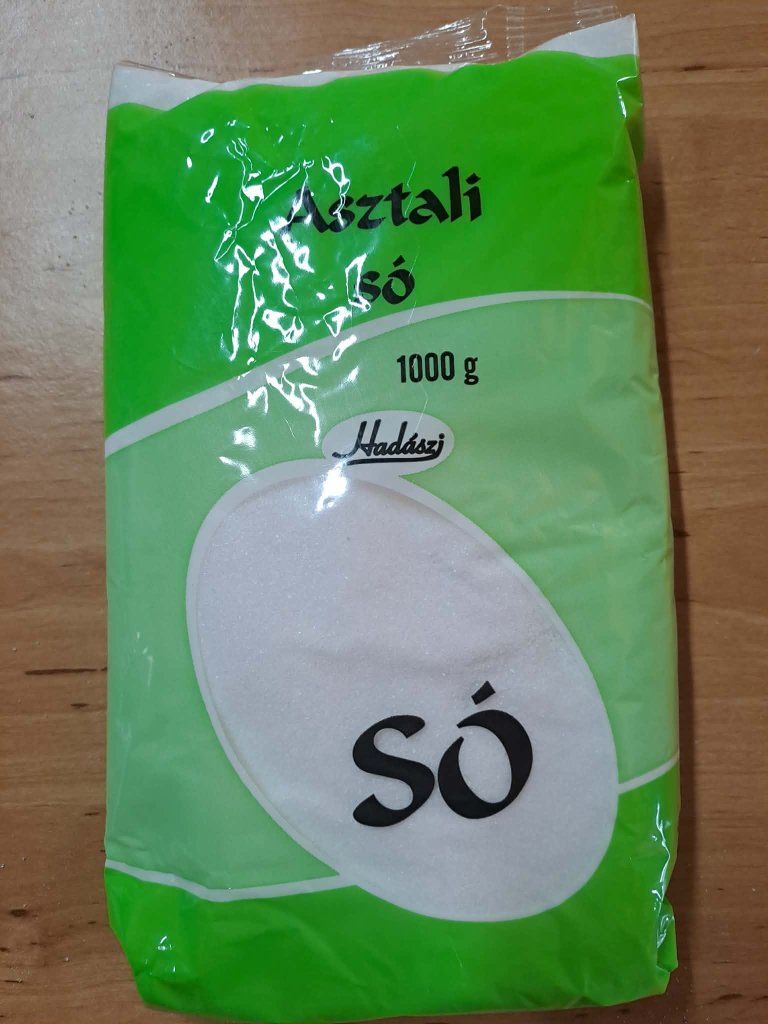 Asztali
só
1000 g
Hadászi
só